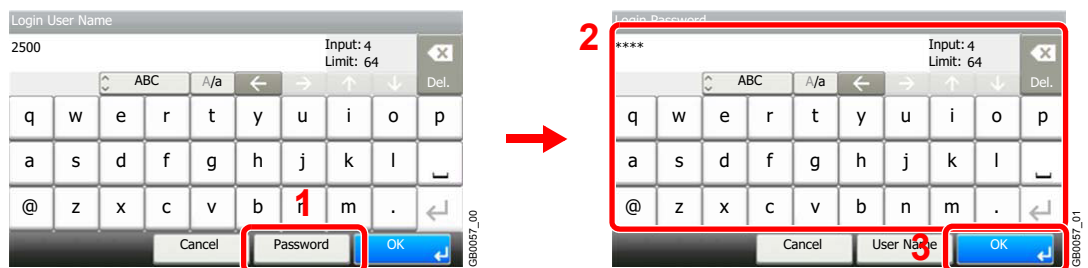 Login User Name
2500
Input: 4
Limit: 64
ABC A/a Del.
q w e r t y u i o p
a s d f g h j k l
@ z x c v b n m .
1
Cancel Password OK
GB0057_00
2
Login Password
****
Input: 4
Limit: 64
ABC A/a Del.
q w e r t y u i o p
a s d f g h j k l
@ z x c v b n m .
Cancel User Name OK
3
GB0057_01